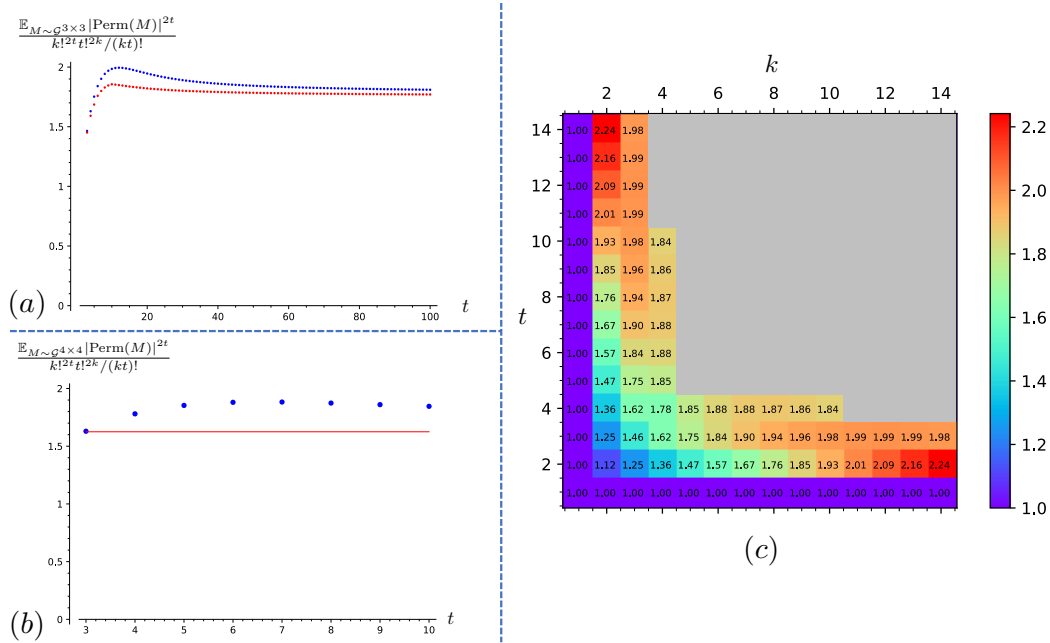 𝔼_{M∼𝒢^{3×3}}|Perm(M)|^{2t}
k!^{2t}t!^{2k}/(kt)!
2
1.5
1
0.5
0
20 40 60 80 100
t
(a)
𝔼_{M∼𝒢^{4×4}}|Perm(M)|^{2t}
k!^{2t}t!^{2k}/(kt)!
2
1.5
1
0.5
0
3 4 5 6 7 8 9 10
t
(b)
k
2 4 6 8 10 12 14
14 1.00 2.24 1.98
1.00 2.16 1.99
12 1.00 2.09 1.99
1.00 2.01 1.99
10 1.00 1.93 1.98 1.84
1.00 1.85 1.96 1.86
8 1.00 1.76 1.94 1.87
t
1.00 1.67 1.90 1.88
6 1.00 1.57 1.84 1.88
1.00 1.47 1.75 1.85
4 1.00 1.36 1.62 1.78 1.85 1.88 1.88 1.87 1.86 1.84
1.00 1.25 1.46 1.62 1.75 1.84 1.90 1.94 1.96 1.98 1.99 1.99 1.99 1.98
2 1.00 1.12 1.25 1.36 1.47 1.57 1.67 1.76 1.85 1.93 2.01 2.09 2.16 2.24
1.00 1.00 1.00 1.00 1.00 1.00 1.00 1.00 1.00 1.00 1.00 1.00 1.00 1.00
2.2
2.0
1.8
1.6
1.4
1.2
1.0
(c)